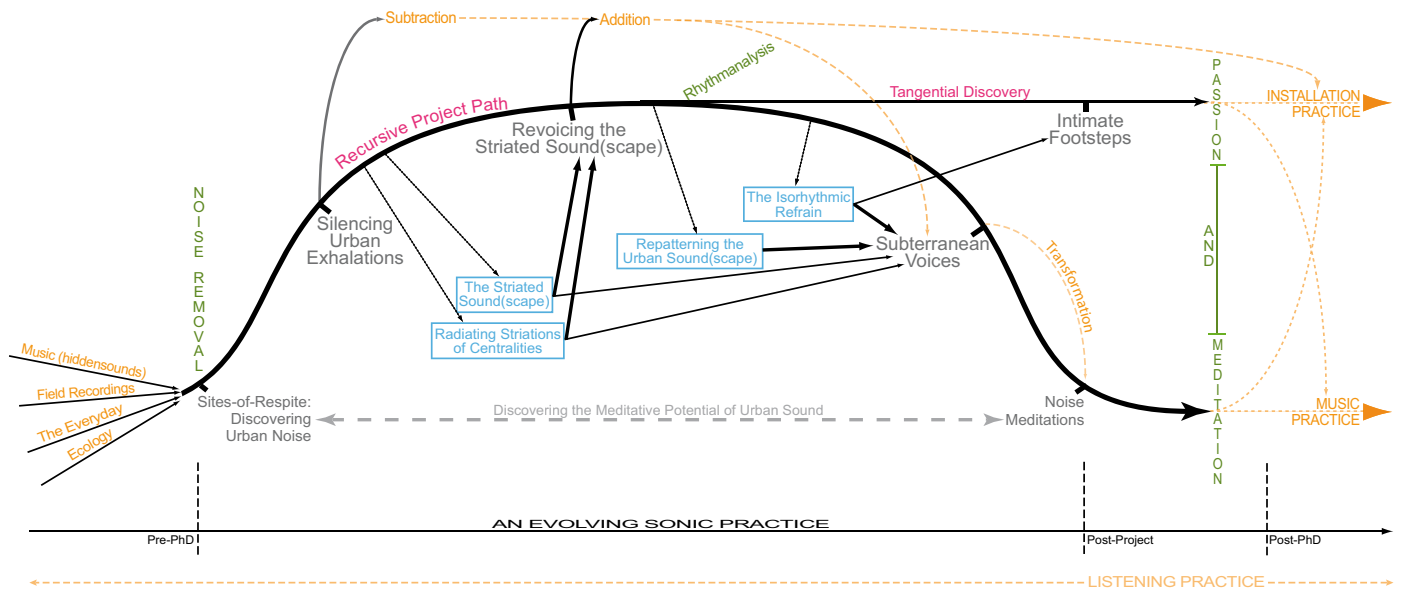 Subtraction
Addition
Rhythmanalysis
Tangential Discovery
Recursive Project Path
PASSION
AND
MEDITATION
INSTALLATION
PRACTICE
Revoicing the
Striated Sound(scape)
Intimate
Footsteps
NOISE REMOVAL
The Isorhythmic
Refrain
Silencing
Urban
Exhalations
Repatterning the
Urban Sound(scape)
Subterranean
Voices
Transformation
The Striated
Sound(scape)
Radiating Striations
of Centralities
Music (hiddensounds)
Field Recordings
The Everyday
Ecology
Sites-of-Respite:
Discovering
Urban Noise
Discovering the Meditative Potential of Urban Sound
Noise
Meditations
MUSIC
PRACTICE
AN EVOLVING SONIC PRACTICE
Pre-PhD
Post-Project
Post-PhD
LISTENING PRACTICE